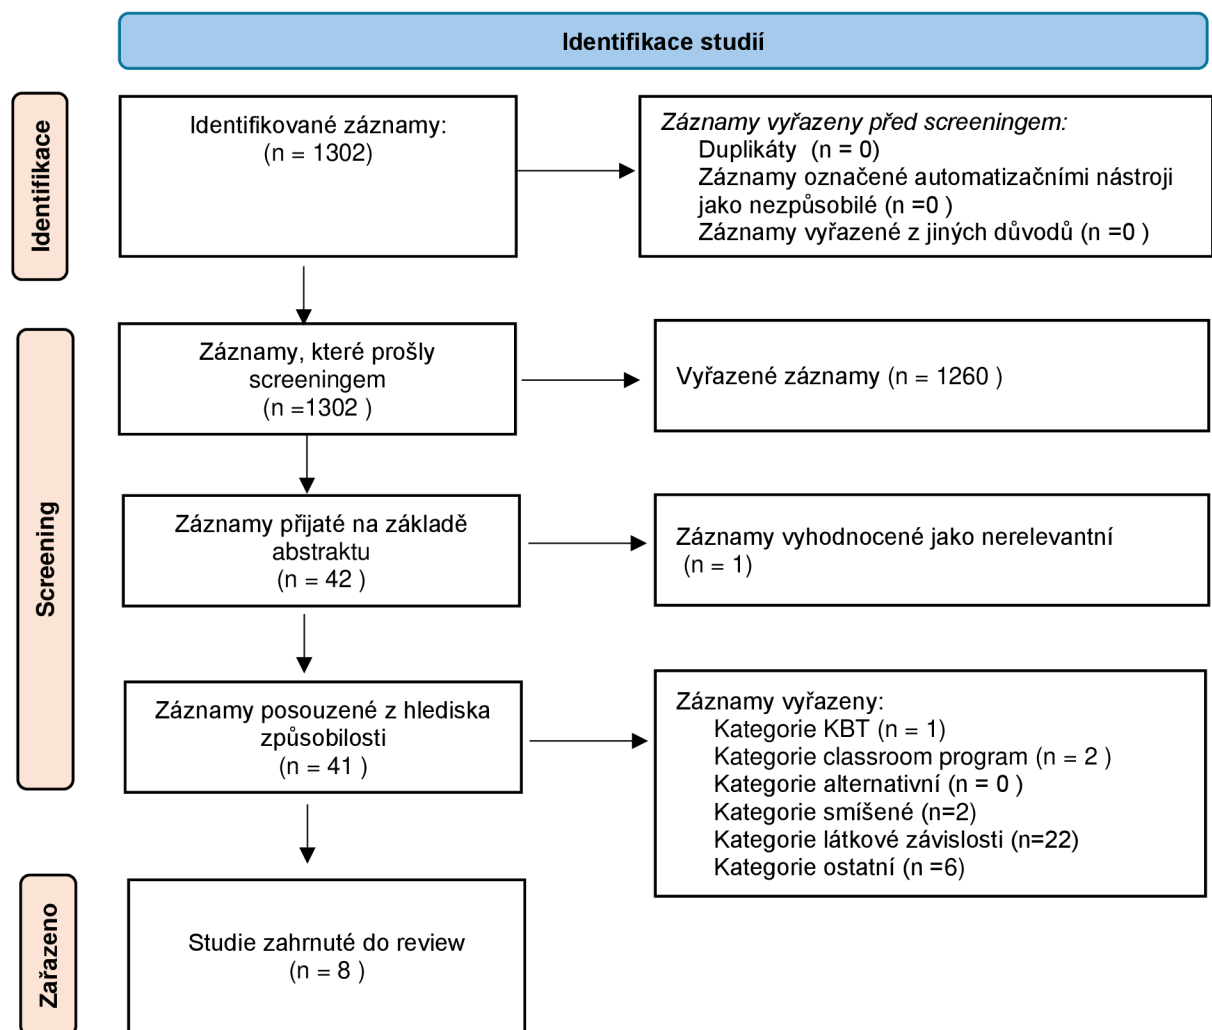 Identifikace studií
Identifikace
Identifikované záznamy:
(n = 1302)
Záznamy vyřazeny před screeningem:
Duplikáty  (n = 0)
Záznamy označené automatizačními nástroji
jako nezpůsobilé (n =0 )
Záznamy vyřazené z jiných důvodů (n =0 )
Screening
Záznamy, které prošly
screeningem
(n =1302 )
Vyřazené záznamy (n = 1260 )
Záznamy přijaté na základě
abstraktu
(n = 42 )
Záznamy vyhodnocené jako nerelevantní
(n = 1)
Záznamy posouzené z hlediska
způsobilosti
(n = 41 )
Záznamy vyřazeny:
Kategorie KBT (n = 1)
Kategorie classroom program (n = 2 )
Kategorie alternativní (n = 0 )
Kategorie smíšené (n=2)
Kategorie látkové závislosti (n=22)
Kategorie ostatní (n =6)
Zařazeno
Studie zahrnuté do review
(n = 8 )